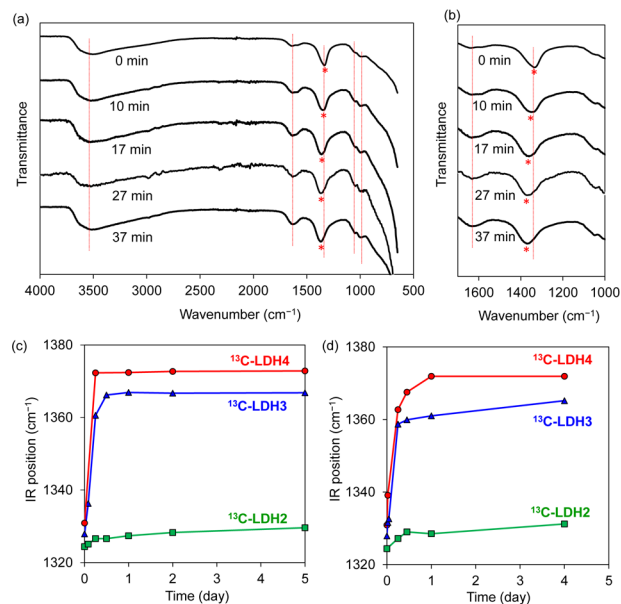 (a)
Transmittance
0 min
*
10 min
*
17 min
*
27 min
*
37 min
*
4000 3500 3000 2500 2000 1500 1000 500
Wavenumber (cm⁻¹)
(b)
Transmittance
0 min
*
10 min
*
17 min
*
27 min
*
37 min
*
1600 1400 1200 1000
Wavenumber (cm⁻¹)
(c)
IR position (cm⁻¹)
1380
1360
1340
1320
¹³C-LDH4
¹³C-LDH3
¹³C-LDH2
0 1 2 3 4 5
Time (day)
(d)
IR position (cm⁻¹)
1380
1360
1340
1320
¹³C-LDH4
¹³C-LDH3
¹³C-LDH2
0 1 2 3 4 5
Time (day)